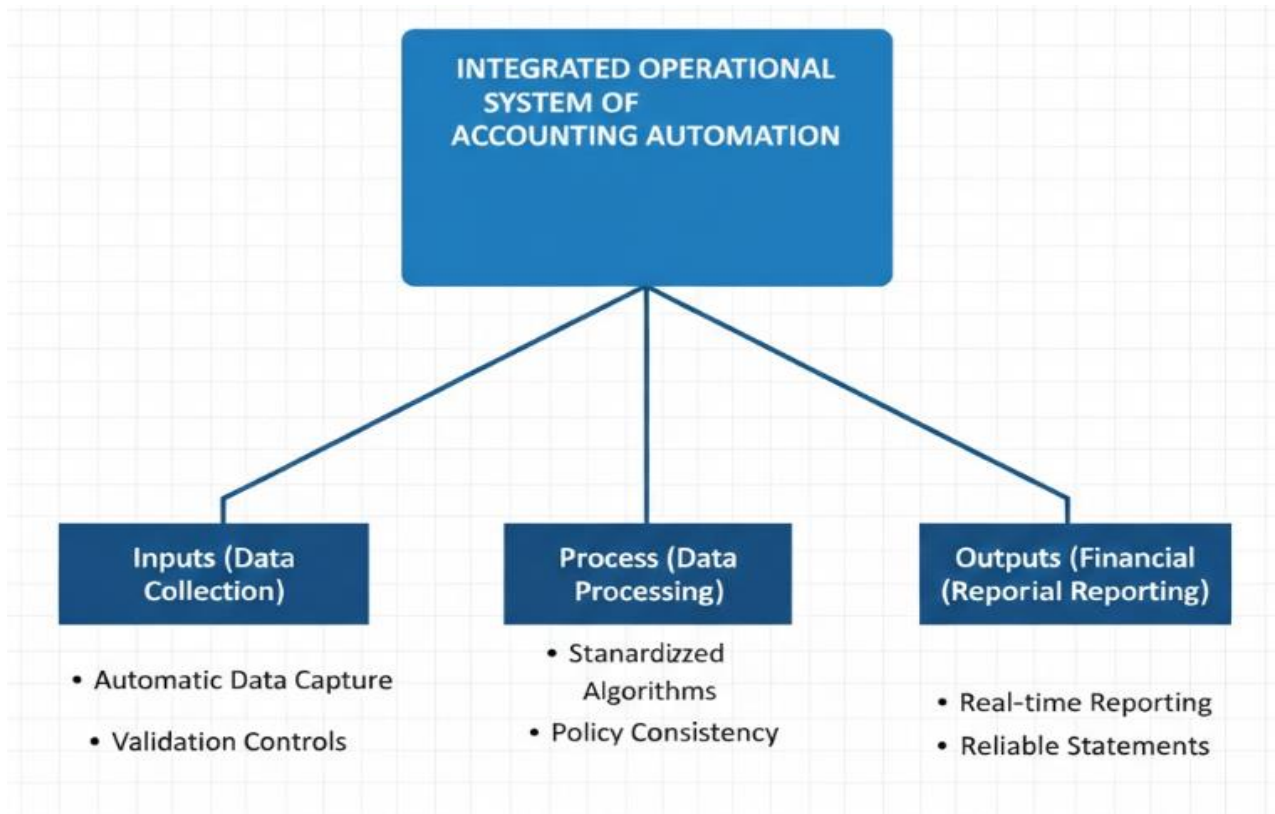 INTEGRATED OPERATIONAL
SYSTEM OF
ACCOUNTING AUTOMATION
Inputs (Data
Collection)
• Automatic Data Capture
• Validation Controls
Process (Data
Processing)
• Stanardizzed
Algorithms
• Policy Consistency
Outputs (Financial
(Reporial Reporting)
• Real-time Reporting
• Reliable Statements